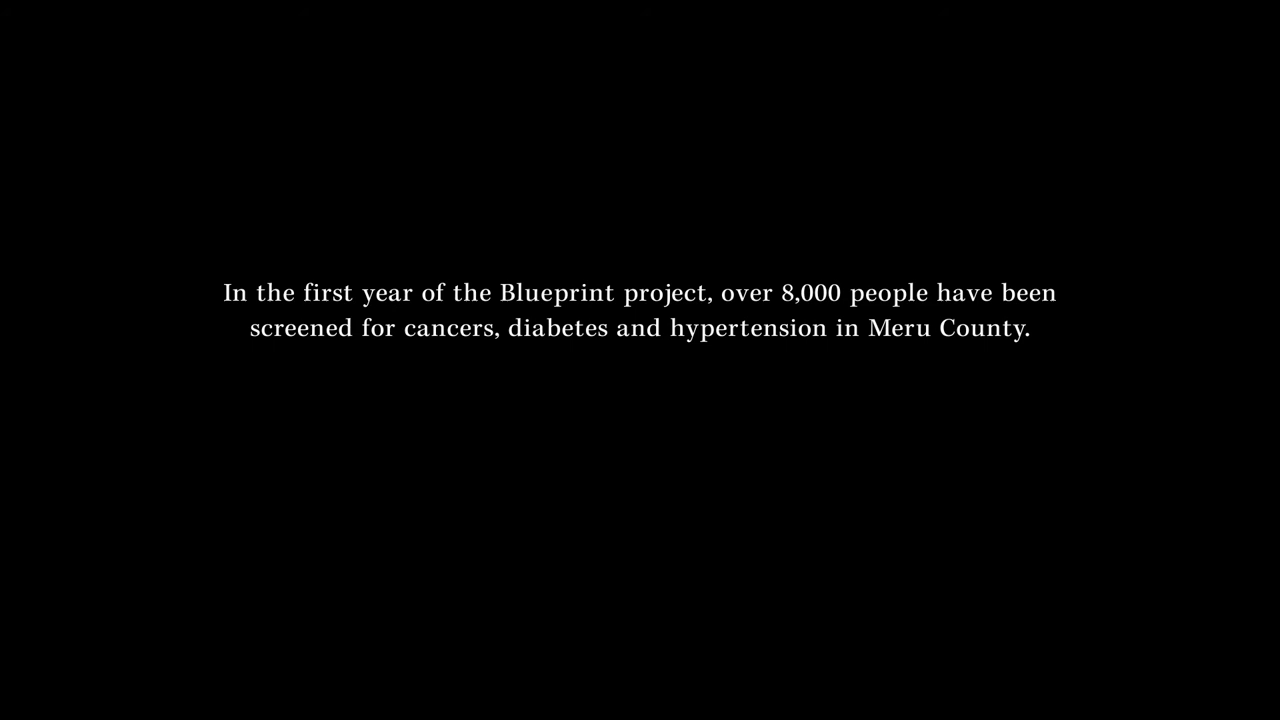 In the first year of the Blueprint project, over 8,000 people have been
screened for cancers, diabetes and hypertension in Meru County.